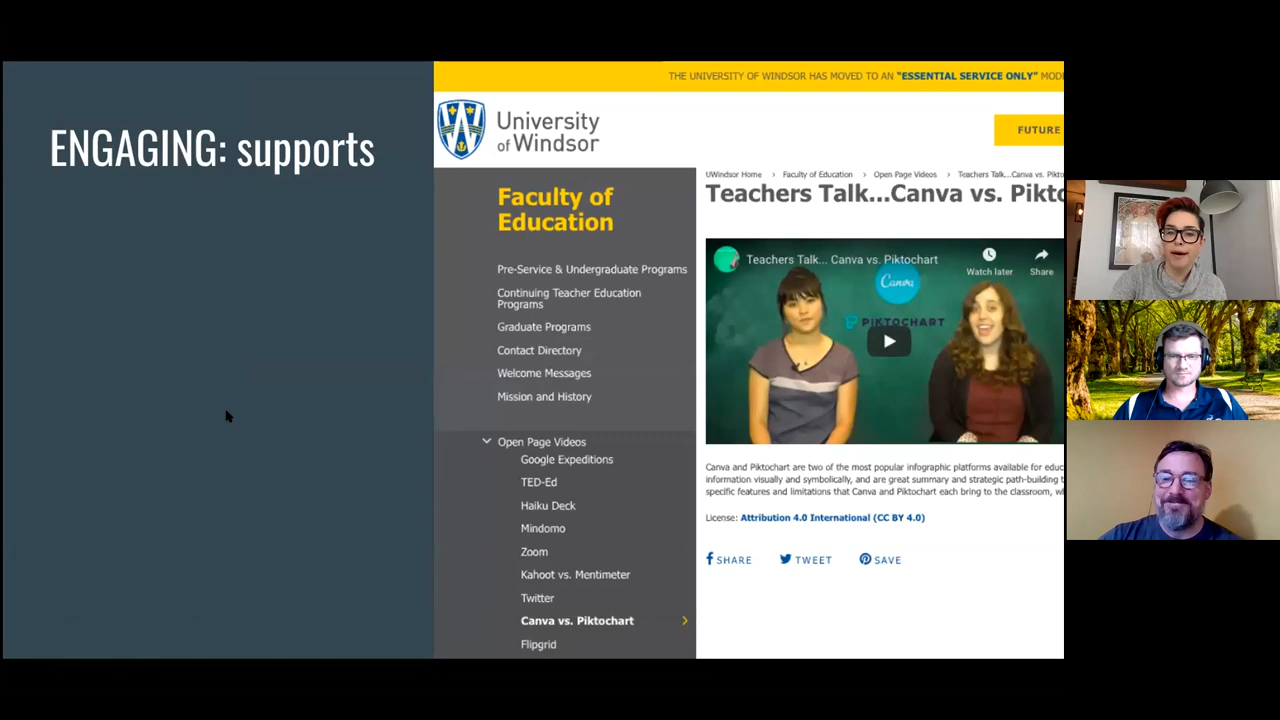 ENGAGING: supports
THE UNIVERSITY OF WINDSOR HAS MOVED TO AN "ESSENTIAL SERVICE ONLY" MODE
University
of Windsor
FUTURE
Faculty of
Education
Pre-Service & Undergraduate Programs
Continuing Teacher Education
Programs
Graduate Programs
Contact Directory
Welcome Messages
Mission and History
Open Page Videos
Google Expeditions
TED-Ed
Haiku Deck
Mindomo
Zoom
Kahoot vs. Mentimeter
Twitter
Canva vs. Piktochart
Flipgrid
UWindsor Home > Faculty of Education > Open Page Videos > Teachers Talk...Canva vs. Pikto
Teachers Talk...Canva vs. Pikto
Teachers Talk... Canva vs. Piktochart
Watch later
Share
Canva
PIKTOCHART
Canva and Piktochart are two of the most popular infographic platforms available for educ
information visually and symbolically, and are great summary and strategic path-building t
specific features and limitations that Canva and Piktochart each bring to the classroom, w
License: Attribution 4.0 International (CC BY 4.0)
SHARE
TWEET
SAVE